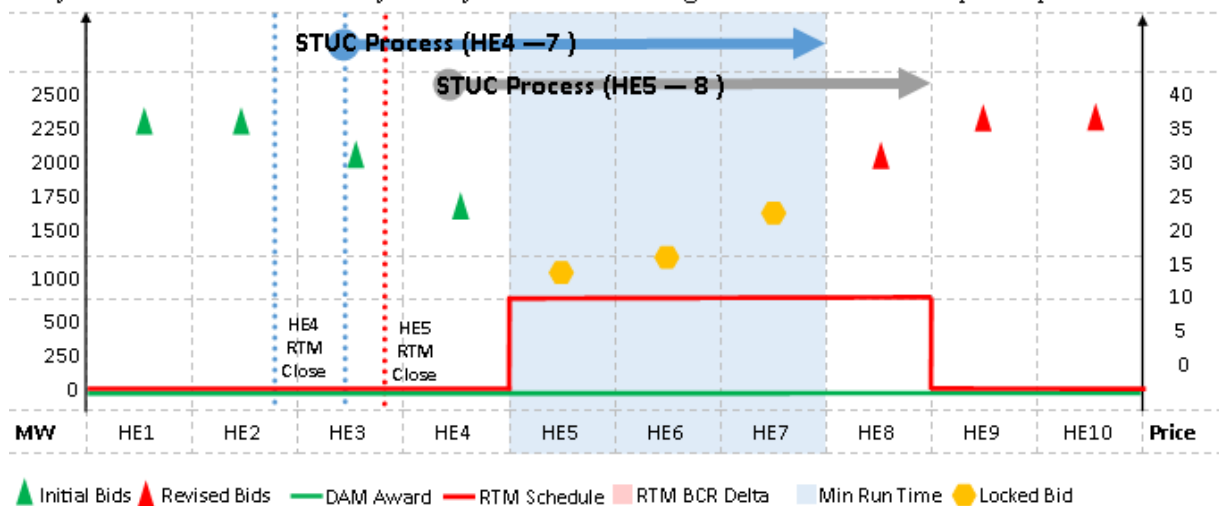 STUC Process (HE4 —7 )
STUC Process (HE5 — 8 )
2500
2250
2000
1750
1500
1000
500
250
0
40
35
30
25
20
15
10
5
0
HE4
RTM
Close
HE5
RTM
Close
MW HE1 HE2 HE3 HE4 HE5 HE6 HE7 HE8 HE9 HE10 Price
Initial Bids Revised Bids DAM Award RTM Schedule RTM BCR Delta Min Run Time Locked Bid